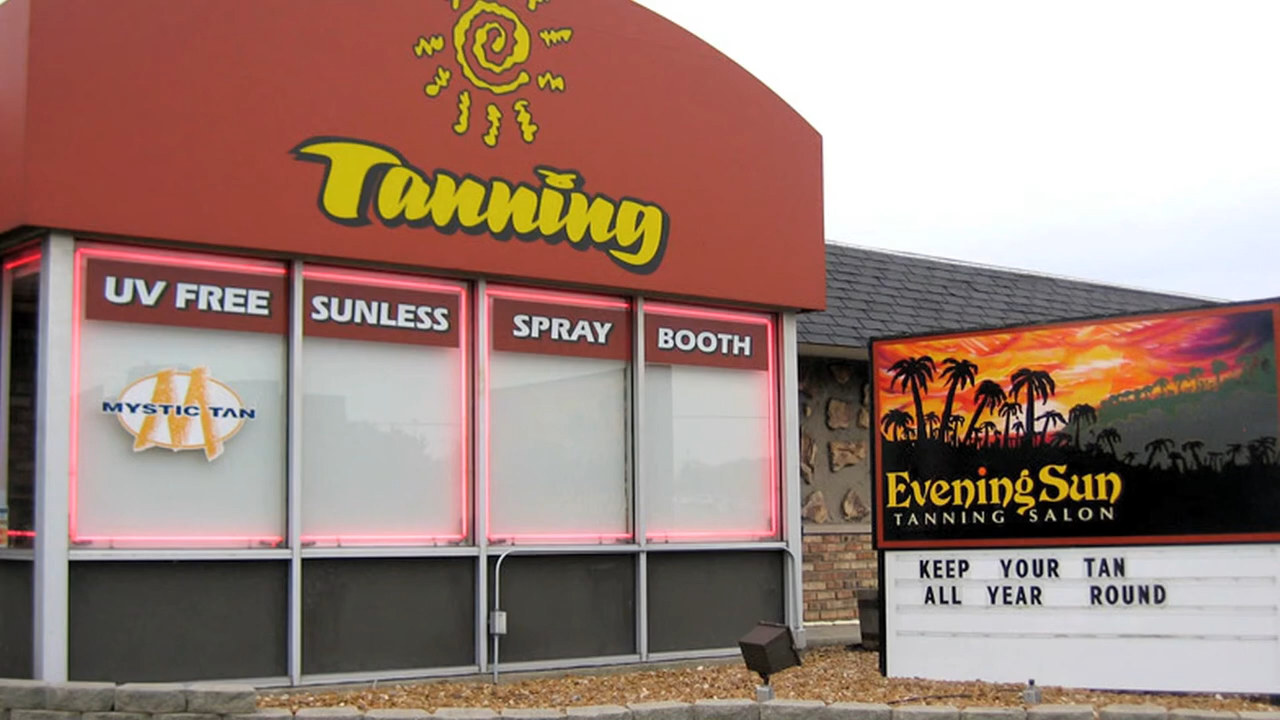 Tanning
UV FREE SUNLESS SPRAY BOOTH
MYSTIC TAN
Evening Sun
TANNING SALON
KEEP YOUR TAN
ALL YEAR ROUND